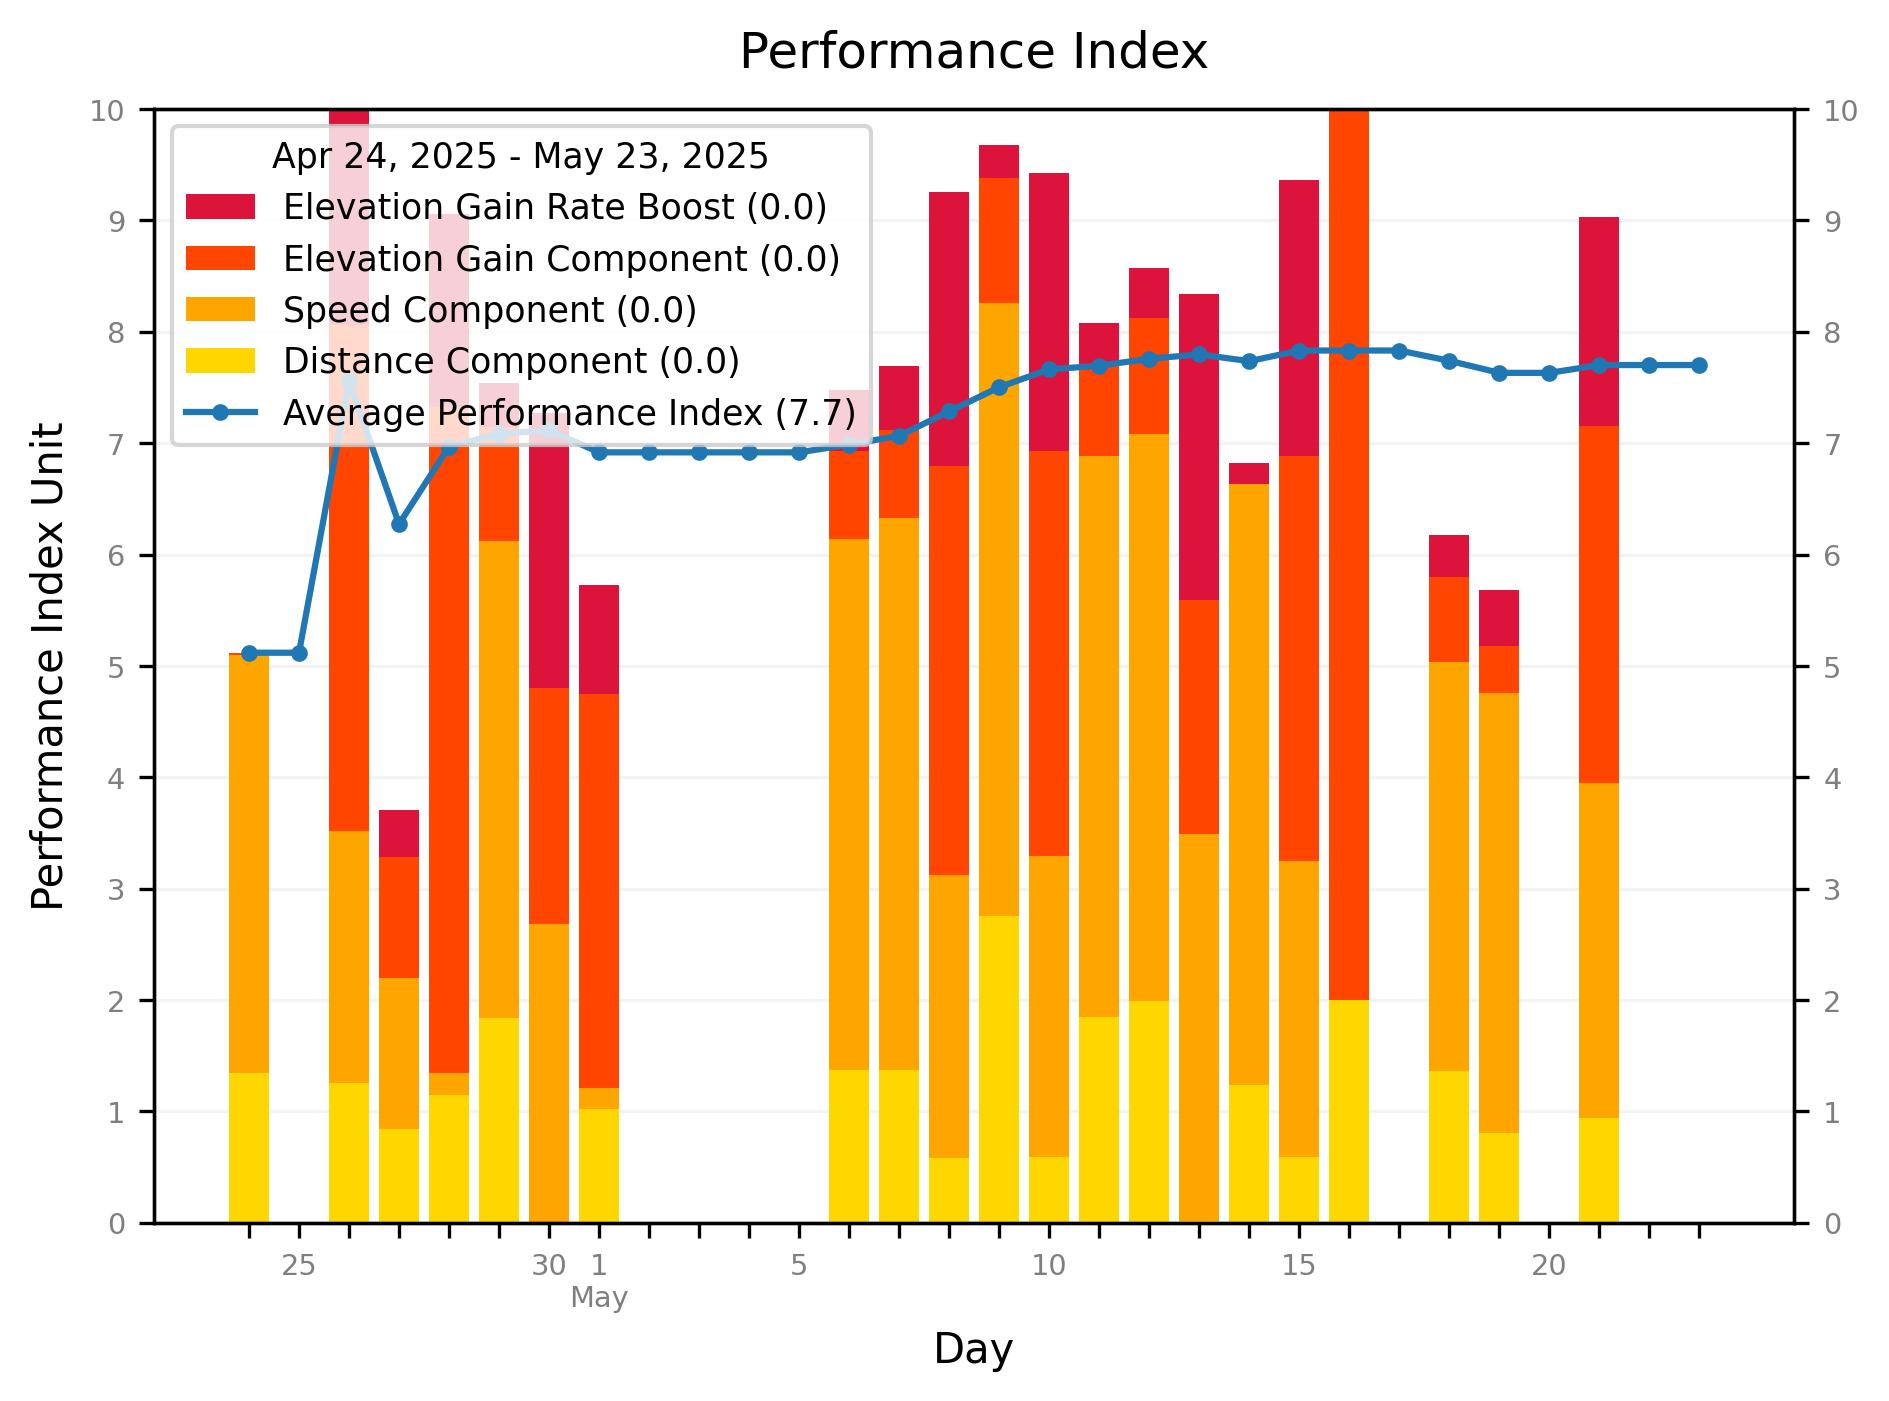 Performance Index
Apr 24, 2025 - May 23, 2025
Elevation Gain Rate Boost (0.0)
Elevation Gain Component (0.0)
Speed Component (0.0)
Distance Component (0.0)
Average Performance Index (7.7)
Performance Index Unit
10
9
8
7
6
5
4
3
2
1
0
10
9
8
7
6
5
4
3
2
1
0
25 30 1 5 10 15 20
May
Day